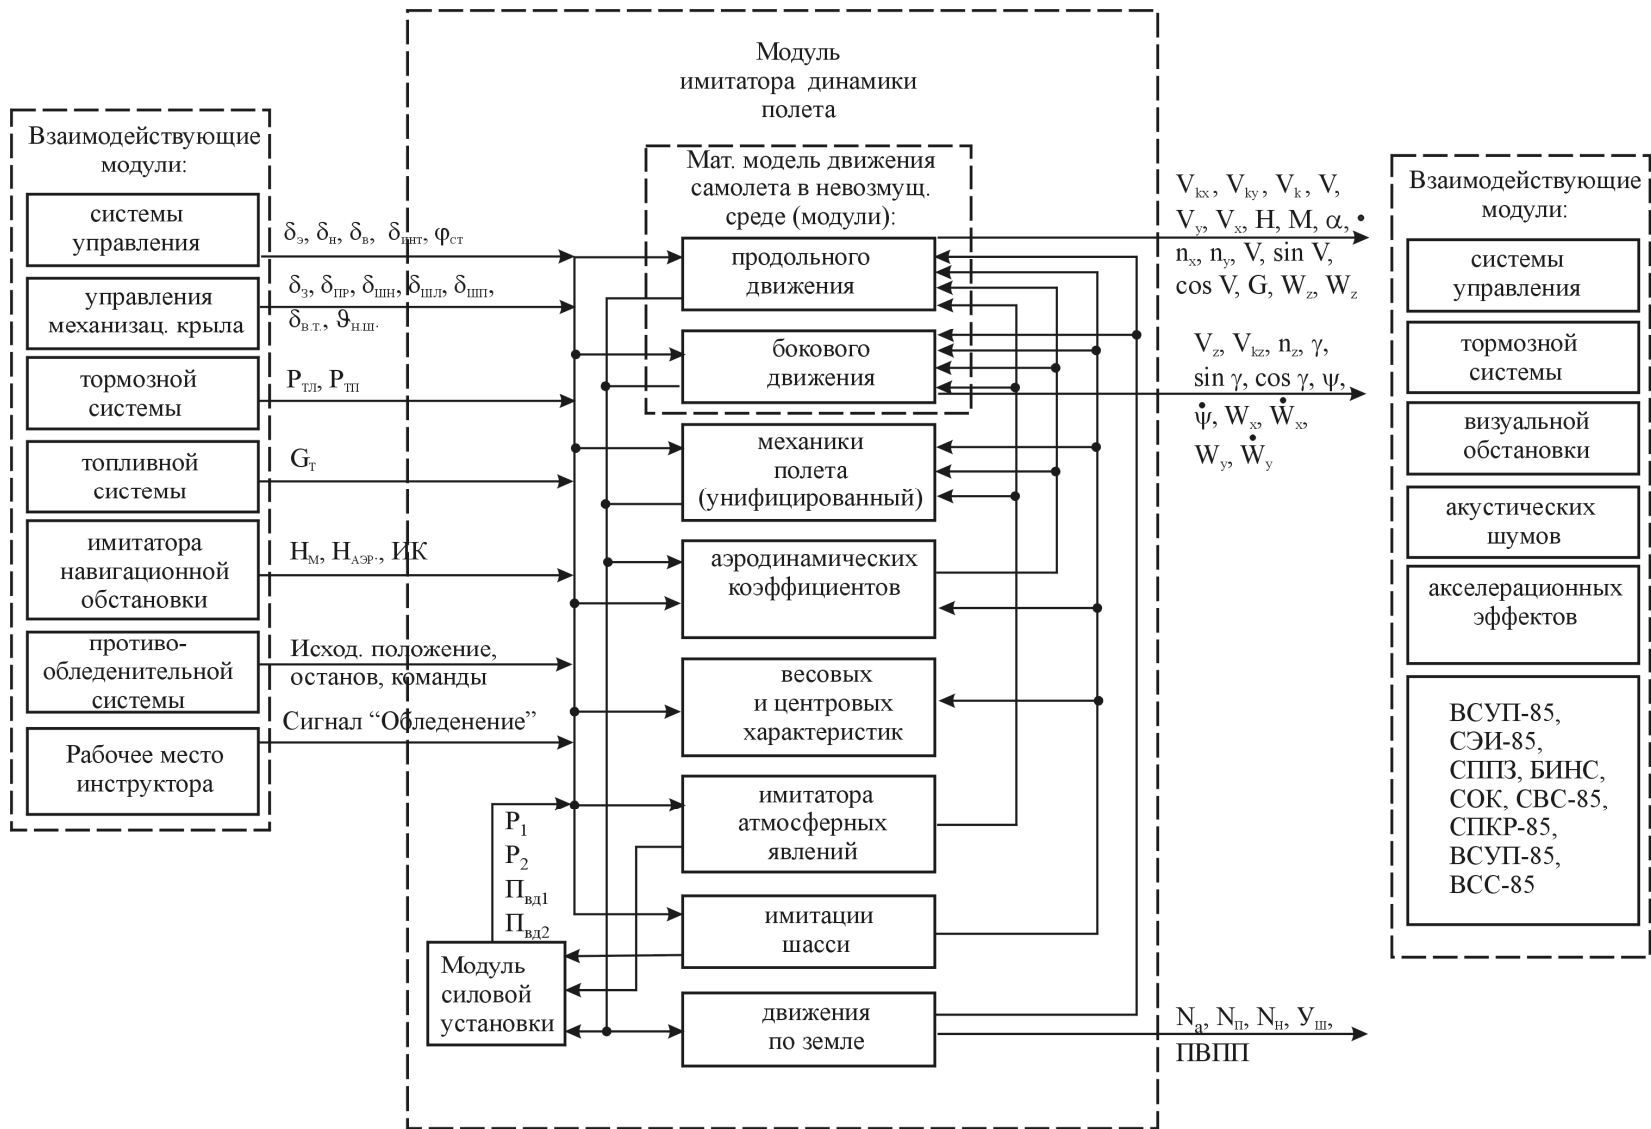 Модуль
имитатора динамики
полета
Взаимодействующие
модули:
системы
управления
управления
механизац. крыла
тормозной
системы
топливной
системы
имитатора
навигационной
обстановки
противо-
обледенительной
системы
Рабочее место
инструктора
δэ, δн, δв, δинт, φст
δЗ, δПР, δШН, δШЛ, δШП,
δВ.Т., ϑН.Ш.
PТЛ, PТП
GТ
HМ, HАЭР., ИК
Исход. положение,
останов, команды
Сигнал “Обледенение”
P1
P2
Пвд1
Пвд2
Модуль
силовой
установки
Мат. модель движения
самолета в невозмущ.
среде (модули):
продольного
движения
бокового
движения
механики
полета
(унифицированный)
аэродинамических
коэффициентов
весовых
и центровых
характеристик
имитатора
атмосферных
явлений
имитации
шасси
движения
по земле
Vkx, Vky, Vk, V,
Vy, Vx, H, M, α,
nx, ny, V, sin V,
cos V, G, Wz, Wz
Vz, Vkz, nz, γ,
sin γ, cos γ, ψ,
ψ̇, Wx, Ẇx,
Wy, Ẇy
Na, Nп, Nн, Уш,
ПВПП
Взаимодействующие
модули:
системы
управления
тормозной
системы
визуальной
обстановки
акустических
шумов
акселерационных
эффектов
ВСУП-85,
СЭИ-85,
СППЗ, БИНС,
СОК, СВС-85,
СПКР-85,
ВСУП-85,
ВСС-85